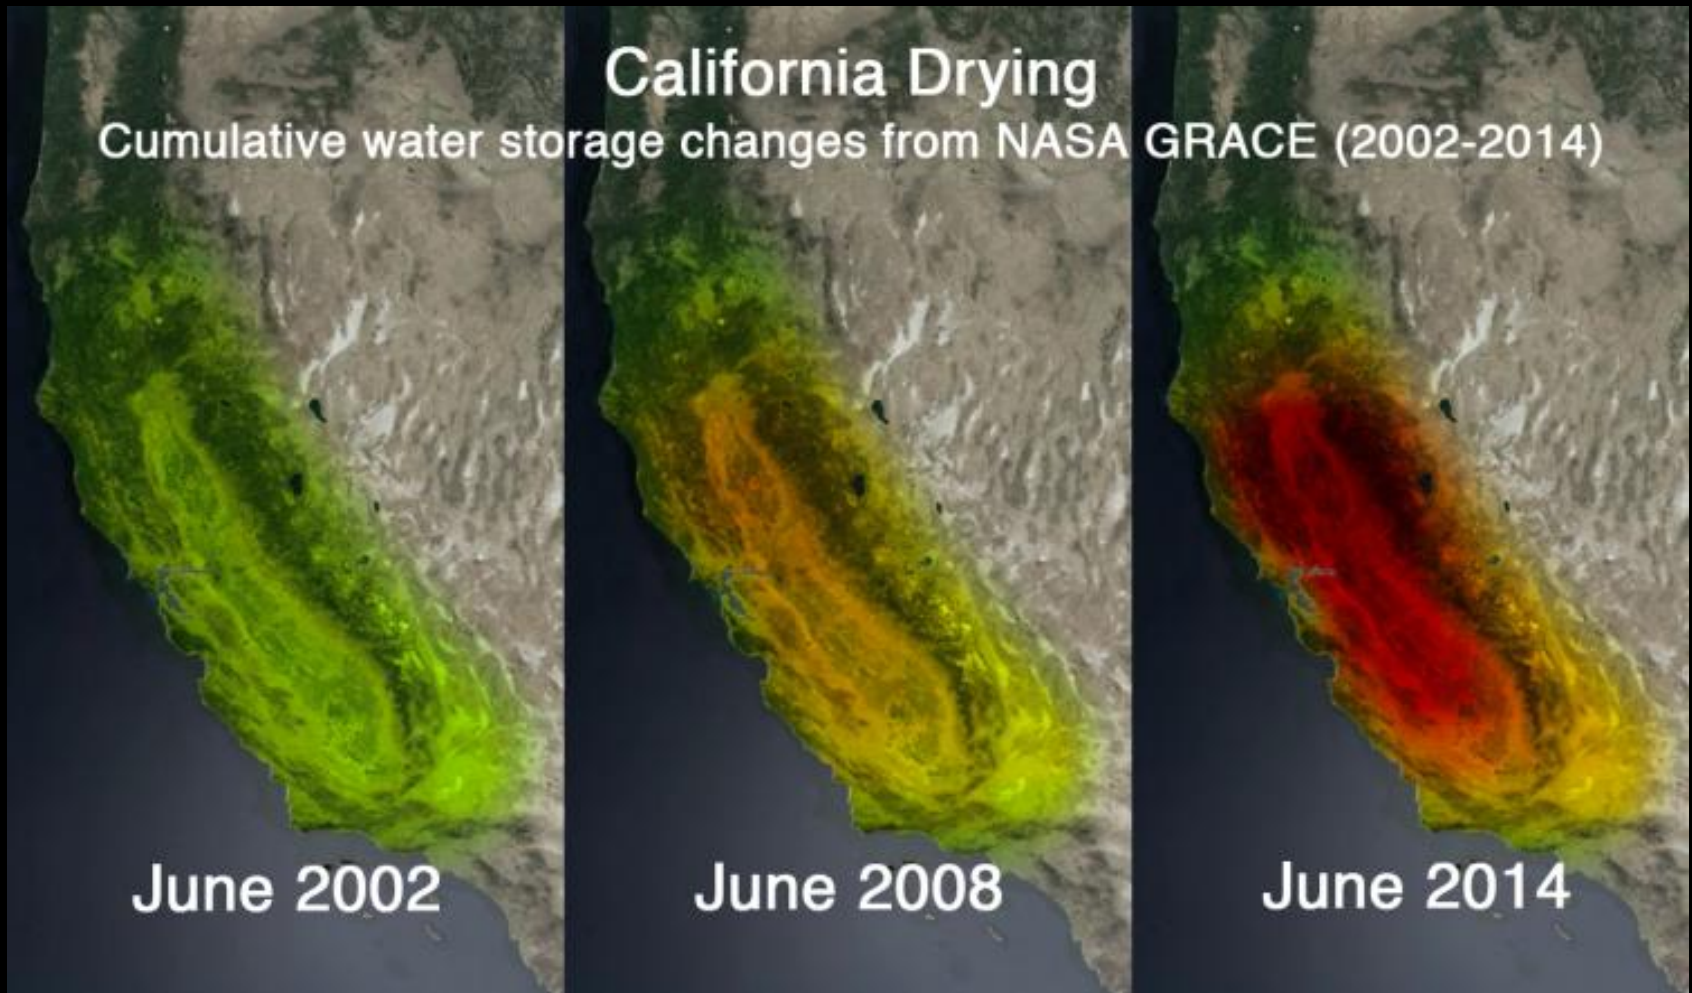 California Drying
Cumulative water storage changes from NASA GRACE (2002-2014)
June 2002
June 2008
June 2014